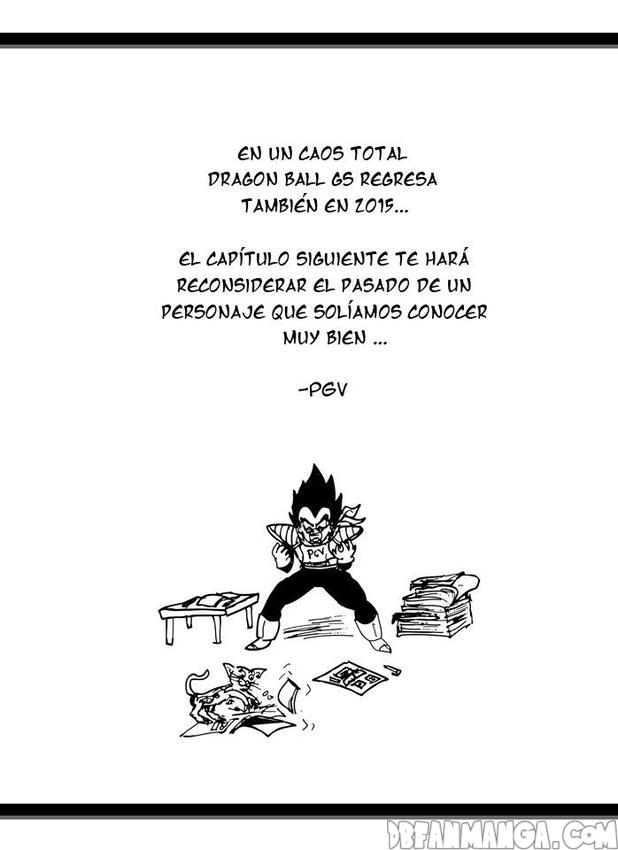 EN UN CAOS TOTAL
DRAGON BALL GS REGRESA
TAMBIÉN EN 2015...
EL CAPÍTULO SIGUIENTE TE HARÁ
RECONSIDERAR EL PASADO DE UN
PERSONAJE QUE SOLÍAMOS CONOCER
MUY BIEN ...
-PGV
PGV
DBFANMANGA.COM